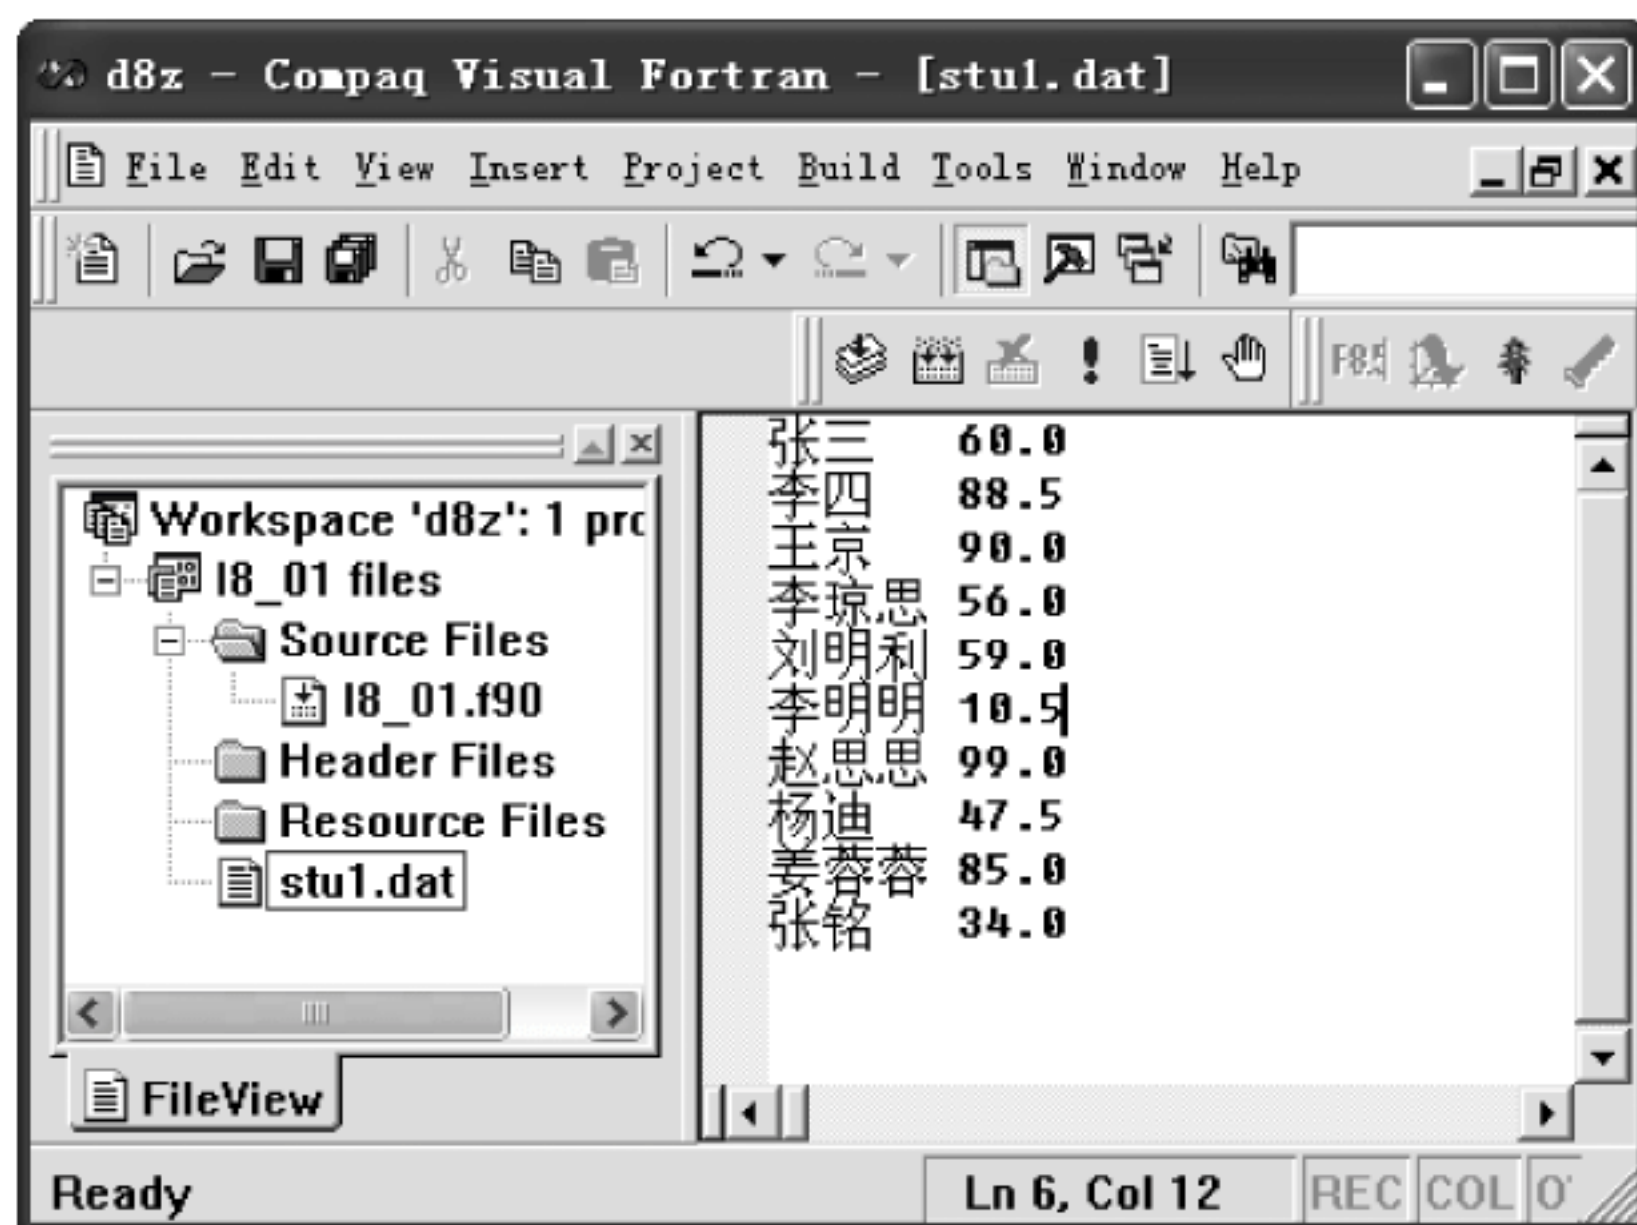 d8z - Compaq Visual Fortran - [stu1.dat]
File Edit View Insert Project Build Tools Window Help
Workspace 'd8z': 1 pro
I8_01 files
Source Files
I8_01.f90
Header Files
Resource Files
stu1.dat
FileView
张三 60.0
李四 88.5
王京 90.0
李琼思 56.0
刘明利 59.0
李明明 10.5
赵思思 99.0
杨迪 47.5
姜蓉蓉 85.0
张铭 34.0
Ready Ln 6, Col 12 REC COL